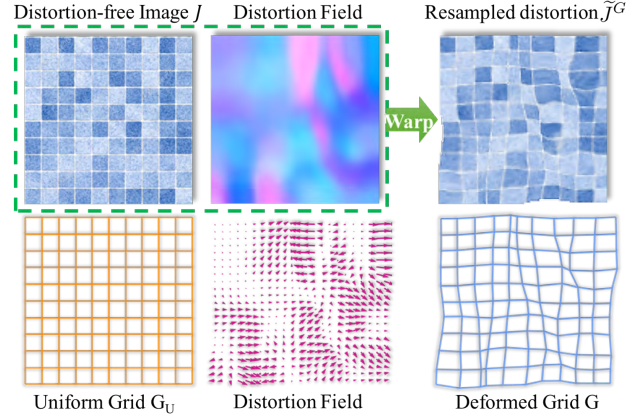 Distortion-free Image J
Distortion Field
Resampled distortion J̃ᴳ
Warp
Uniform Grid G_U
Distortion Field
Deformed Grid G